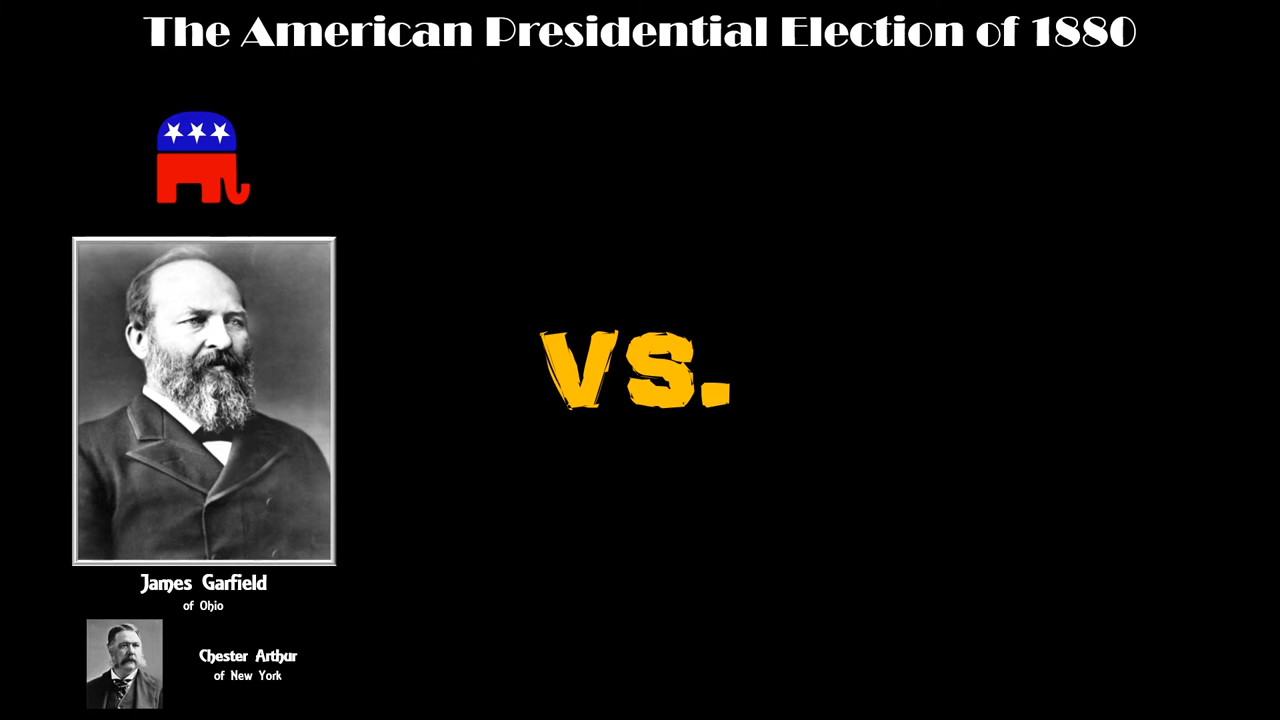 The American Presidential Election of 1880
VS.
James Garfield
of Ohio
Chester Arthur
of New York